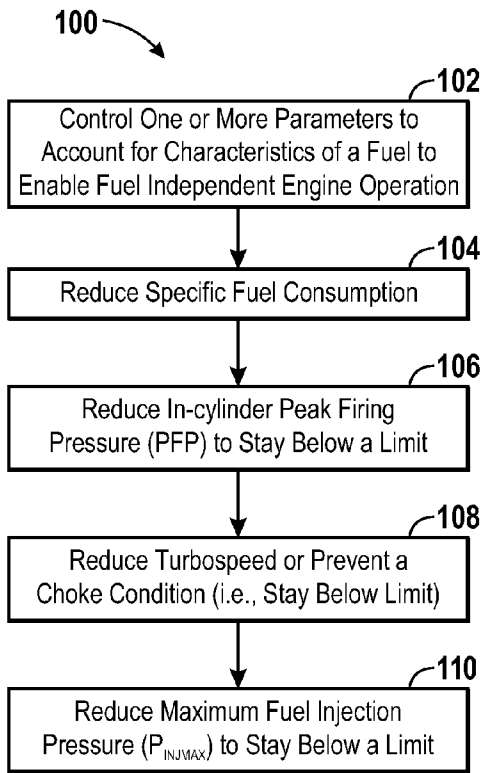 100
102
Control One or More Parameters to
Account for Characteristics of a Fuel to
Enable Fuel Independent Engine Operation
104
Reduce Specific Fuel Consumption
106
Reduce In-cylinder Peak Firing
Pressure (PFP) to Stay Below a Limit
108
Reduce Turbospeed or Prevent a
Choke Condition (i.e., Stay Below Limit)
110
Reduce Maximum Fuel Injection
Pressure (PINJMAX) to Stay Below a Limit